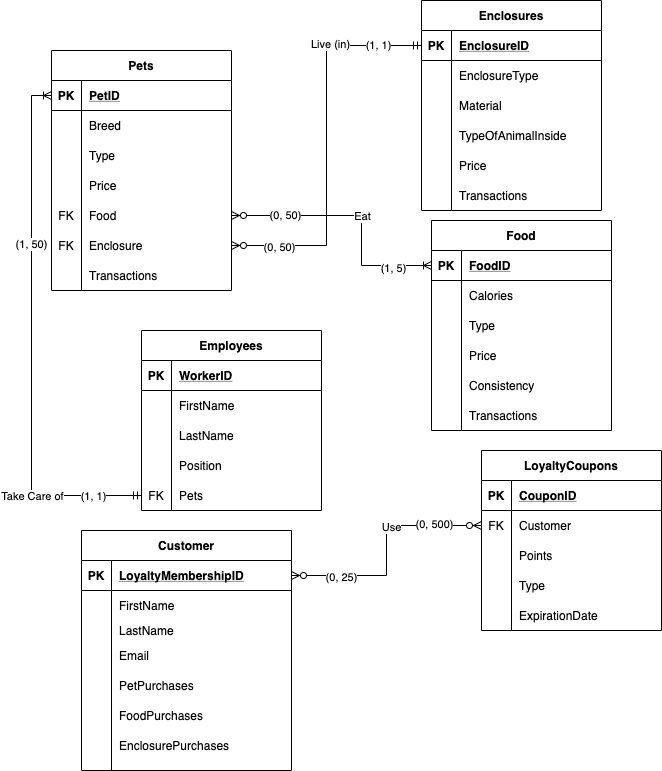 Enclosures
PK EnclosureID
EnclosureType
Material
TypeOfAnimalInside
Price
Transactions
Live (in) (1, 1)
Pets
PK PetID
Breed
Type
Price
FK Food
FK Enclosure
Transactions
(0, 50)
Eat
(0, 50)
(1, 5)
(1, 50)
Food
PK FoodID
Calories
Type
Price
Consistency
Transactions
Employees
PK WorkerID
FirstName
LastName
Position
FK Pets
Take Care of (1, 1)
LoyaltyCoupons
PK CouponID
FK Customer
Points
Type
ExpirationDate
Use (0, 500)
(0, 25)
Customer
PK LoyaltyMembershipID
FirstName
LastName
Email
PetPurchases
FoodPurchases
EnclosurePurchases